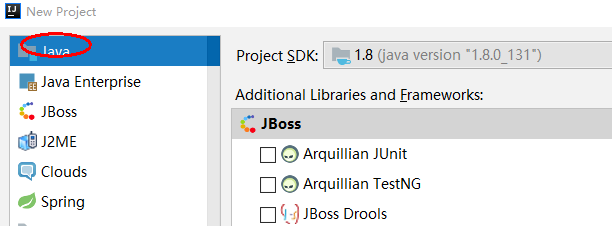 New Project
Java
Java Enterprise
JBoss
J2ME
Clouds
Spring
Project SDK: 1.8 (java version "1.8.0_131")
Additional Libraries and Frameworks:
JBoss
Arquillian JUnit
Arquillian TestNG
JBoss Drools